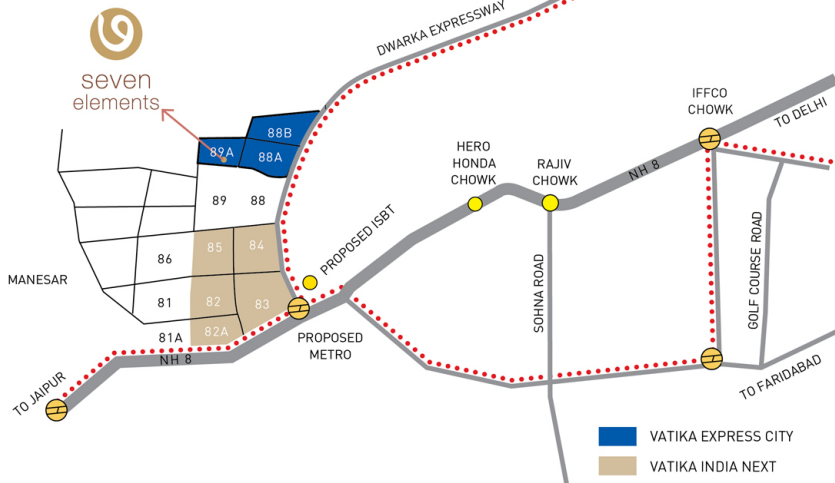 seven
elements
DWARKA EXPRESSWAY
IFFCO
CHOWK
TO DELHI
88B
89A
88A
HERO
HONDA
CHOWK
RAJIV
CHOWK
NH 8
89
88
PROPOSED ISBT
85
84
86
MANESAR
SOHNA ROAD
GOLF COURSE ROAD
81
82
83
81A
82A
PROPOSED
METRO
NH 8
TO JAIPUR
TO FARIDABAD
VATIKA EXPRESS CITY
VATIKA INDIA NEXT